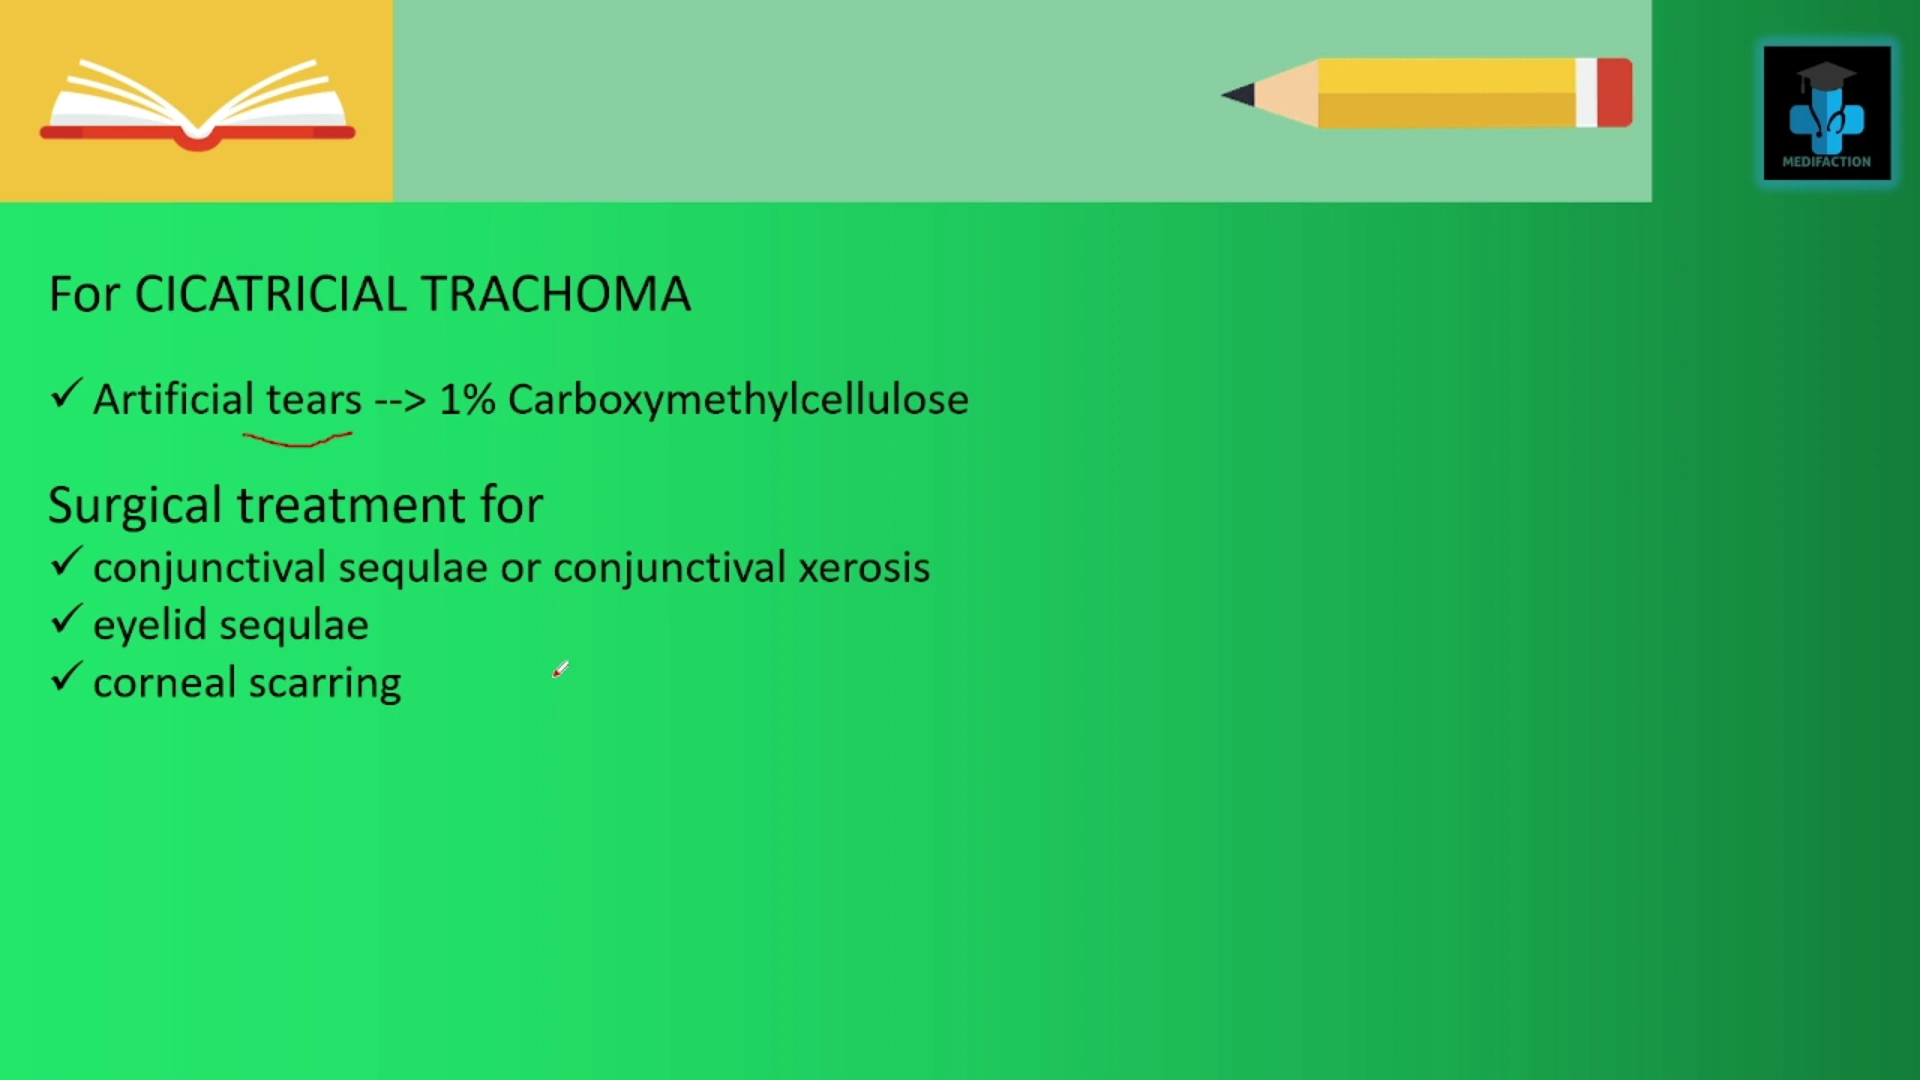 MEDIFACTION
For CICATRICIAL TRACHOMA
✓ Artificial tears --> 1% Carboxymethylcellulose
Surgical treatment for
✓ conjunctival sequlae or conjunctival xerosis
✓ eyelid sequlae
✓ corneal scarring